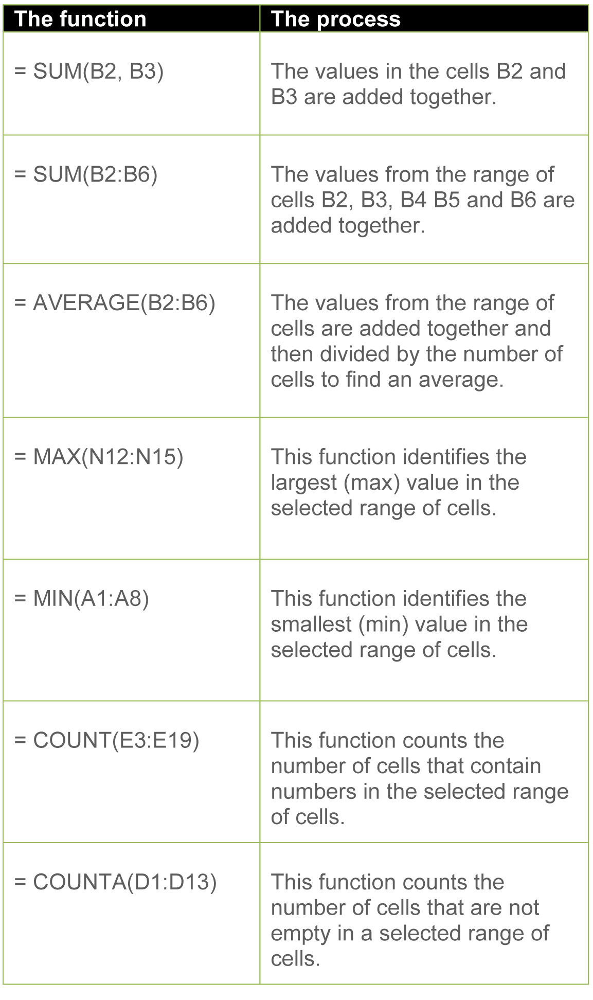 The function
The process
= SUM(B2, B3)
The values in the cells B2 and
B3 are added together.
= SUM(B2:B6)
The values from the range of
cells B2, B3, B4 B5 and B6 are
added together.
= AVERAGE(B2:B6)
The values from the range of
cells are added together and
then divided by the number of
cells to find an average.
= MAX(N12:N15)
This function identifies the
largest (max) value in the
selected range of cells.
= MIN(A1:A8)
This function identifies the
smallest (min) value in the
selected range of cells.
= COUNT(E3:E19)
This function counts the
number of cells that contain
numbers in the selected range
of cells.
= COUNTA(D1:D13)
This function counts the
number of cells that are not
empty in a selected range of
cells.